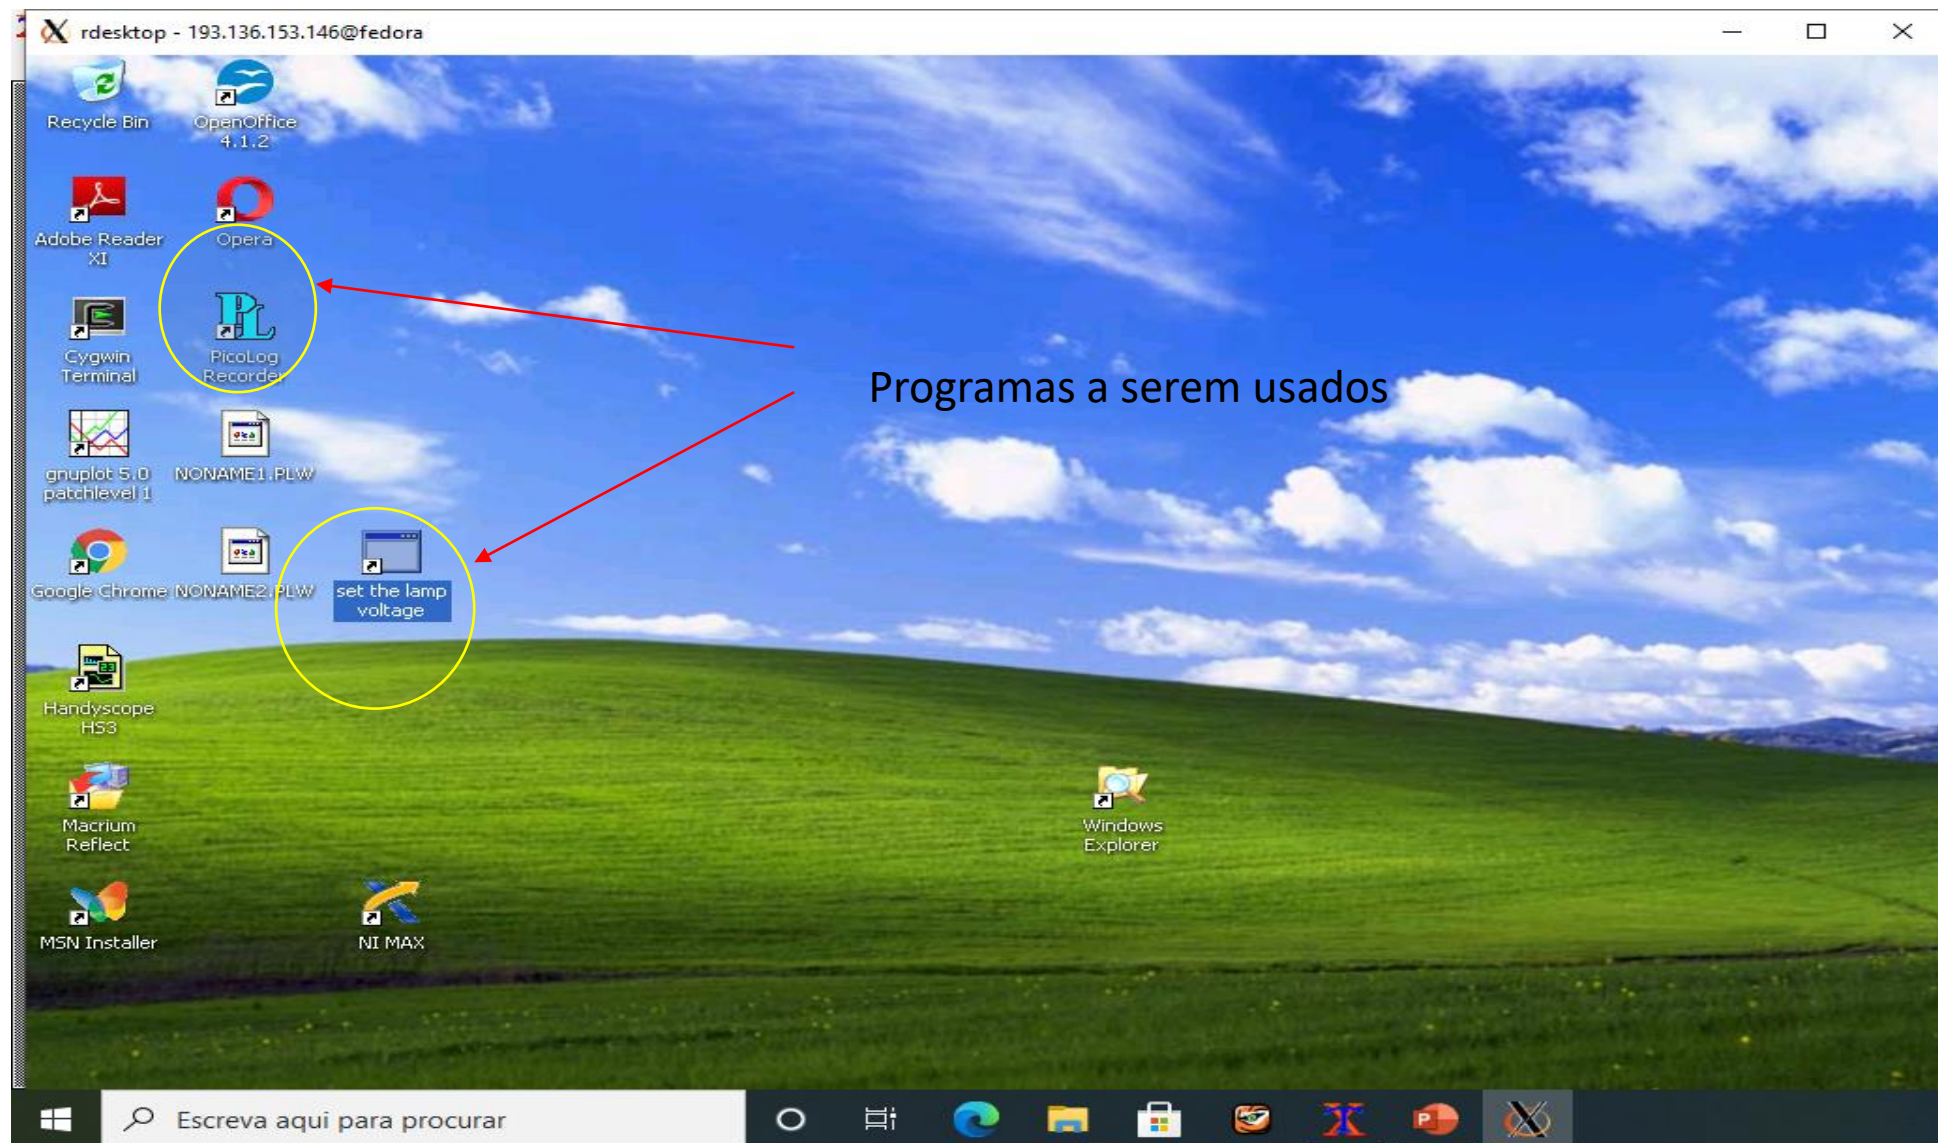 rdesktop - 193.136.153.146@fedora
Recycle Bin
OpenOffice
4.1.2
Adobe Reader
XI
Opera
Cygwin
Terminal
PicoLog
Recorder
Programas a serem usados
gnuplot 5.0
patchlevel 1
NONAME1.PLW
Google Chrome
NONAME2.PLW
set the lamp
voltage
Handyscope
HS3
Macrium
Reflect
Windows
Explorer
MSN Installer
NI MAX
Escreva aqui para procurar